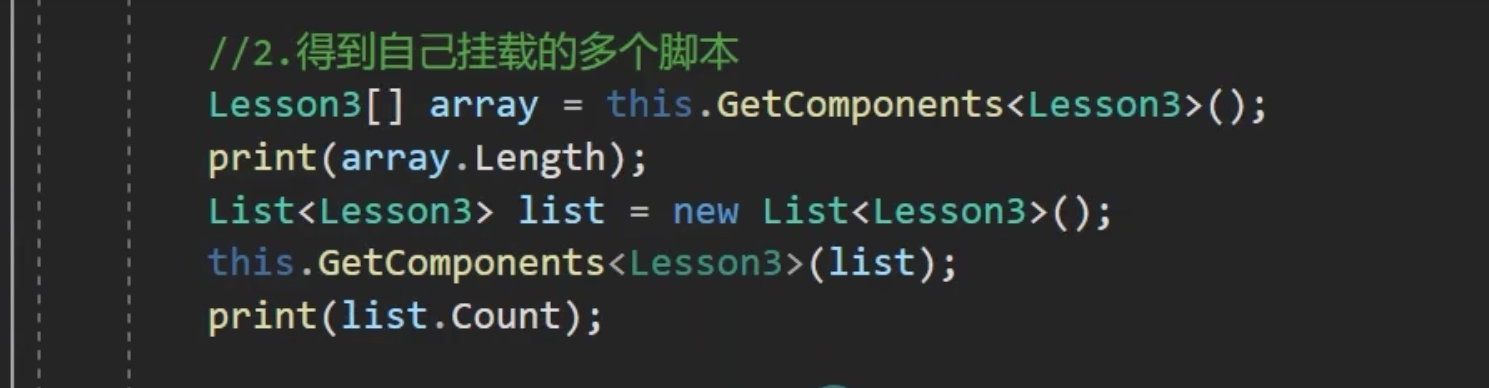 //2.得到自己挂载的多个脚本
Lesson3[] array = this.GetComponents<Lesson3>();
print(array.Length);
List<Lesson3> list = new List<Lesson3>();
this.GetComponents<Lesson3>(list);
print(list.Count);